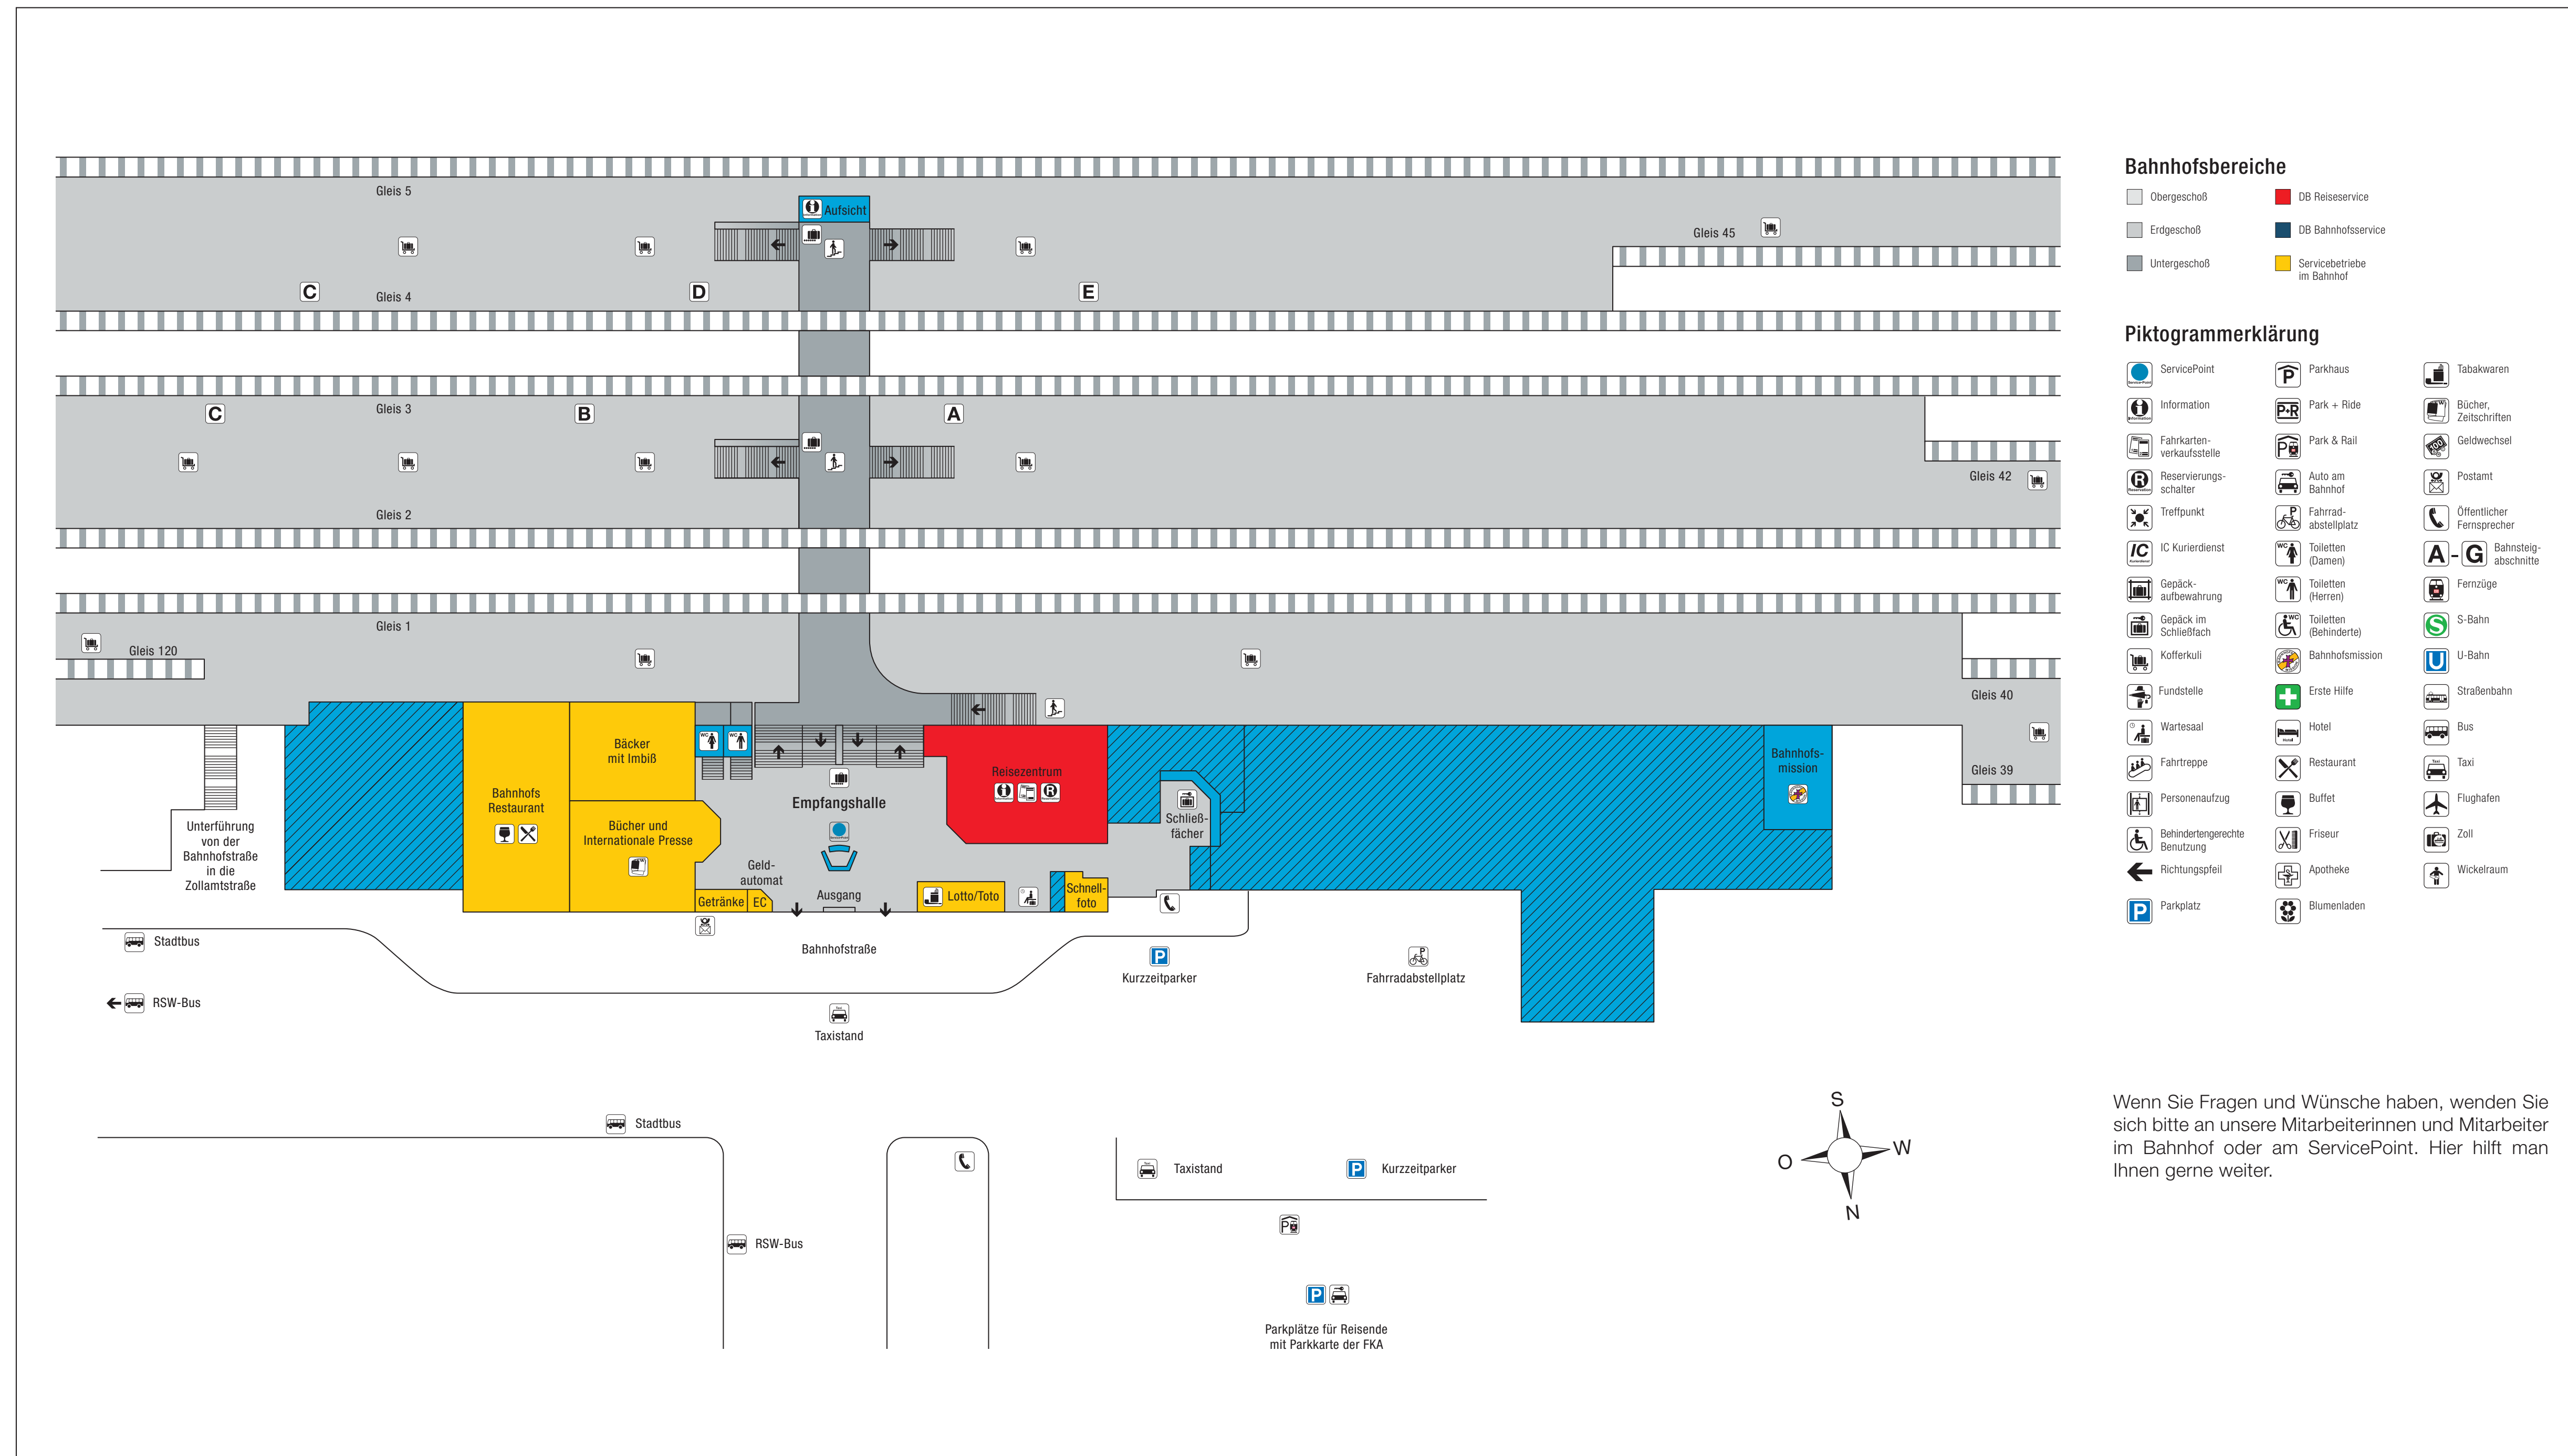 Gleis 5
Aufsicht
Gleis 45
C
Gleis 4
D
E
C
Gleis 3
B
A
Gleis 42
Gleis 2
Gleis 1
Gleis 120
Gleis 40
Gleis 39
Unterführung
von der
Bahnhofstraße
in die
Zollamtstraße
Bahnhofs
Restaurant
Bäcker
mit Imbiß
Bücher und
Internationale Presse
WC
WC
Empfangshalle
Geld-
automat
Getränke
EC
Ausgang
Reisezentrum
R
Lotto/Toto
Schnell-
foto
Schließ-
fächer
Bahnhofs-
mission
Stadtbus
RSW-Bus
Bahnhofstraße
Taxi
Taxistand
P
Kurzzeitparker
P
Fahrradabstellplatz
Stadtbus
RSW-Bus
Taxistand
P
Kurzzeitparker
P
P
Parkplätze für Reisende
mit Parkkarte der FKA
S
W
O
N
Bahnhofsbereiche
Obergeschoß
Erdgeschoß
Untergeschoß
DB Reiseservice
DB Bahnhofsservice
Servicebetriebe
im Bahnhof
Piktogrammerklärung
ServicePoint
Information
Fahrkarten-
verkaufsstelle
R
Reservierungs-
schalter
Treffpunkt
IC
IC Kurierdienst
Gepäck-
aufbewahrung
Gepäck im
Schließfach
Kofferkuli
Fundstelle
Wartesaal
Fahrtreppe
Personenaufzug
Behindertengerechte
Benutzung
Richtungspfeil
P
Parkplatz
P
Parkhaus
P+R
Park + Ride
P
Park & Rail
Auto am
Bahnhof
P
Fahrrad-
abstellplatz
WC
Toiletten
(Damen)
WC
Toiletten
(Herren)
WC
Toiletten
(Behinderte)
Bahnhofsmission
Erste Hilfe
Hotel
Hotel
Restaurant
Buffet
Friseur
Apotheke
Blumenladen
Tabakwaren
Bücher,
Zeitschriften
Geldwechsel
Postamt
Öffentlicher
Fernsprecher
A - G
Bahnsteig-
abschnitte
Fernzüge
S
S-Bahn
U
U-Bahn
Straßenbahn
Bus
Taxi
Taxi
Flughafen
Zoll
Wickelraum
Wenn Sie Fragen und Wünsche haben, wenden Sie
sich bitte an unsere Mitarbeiterinnen und Mitarbeiter
im Bahnhof oder am ServicePoint. Hier hilft man
Ihnen gerne weiter.